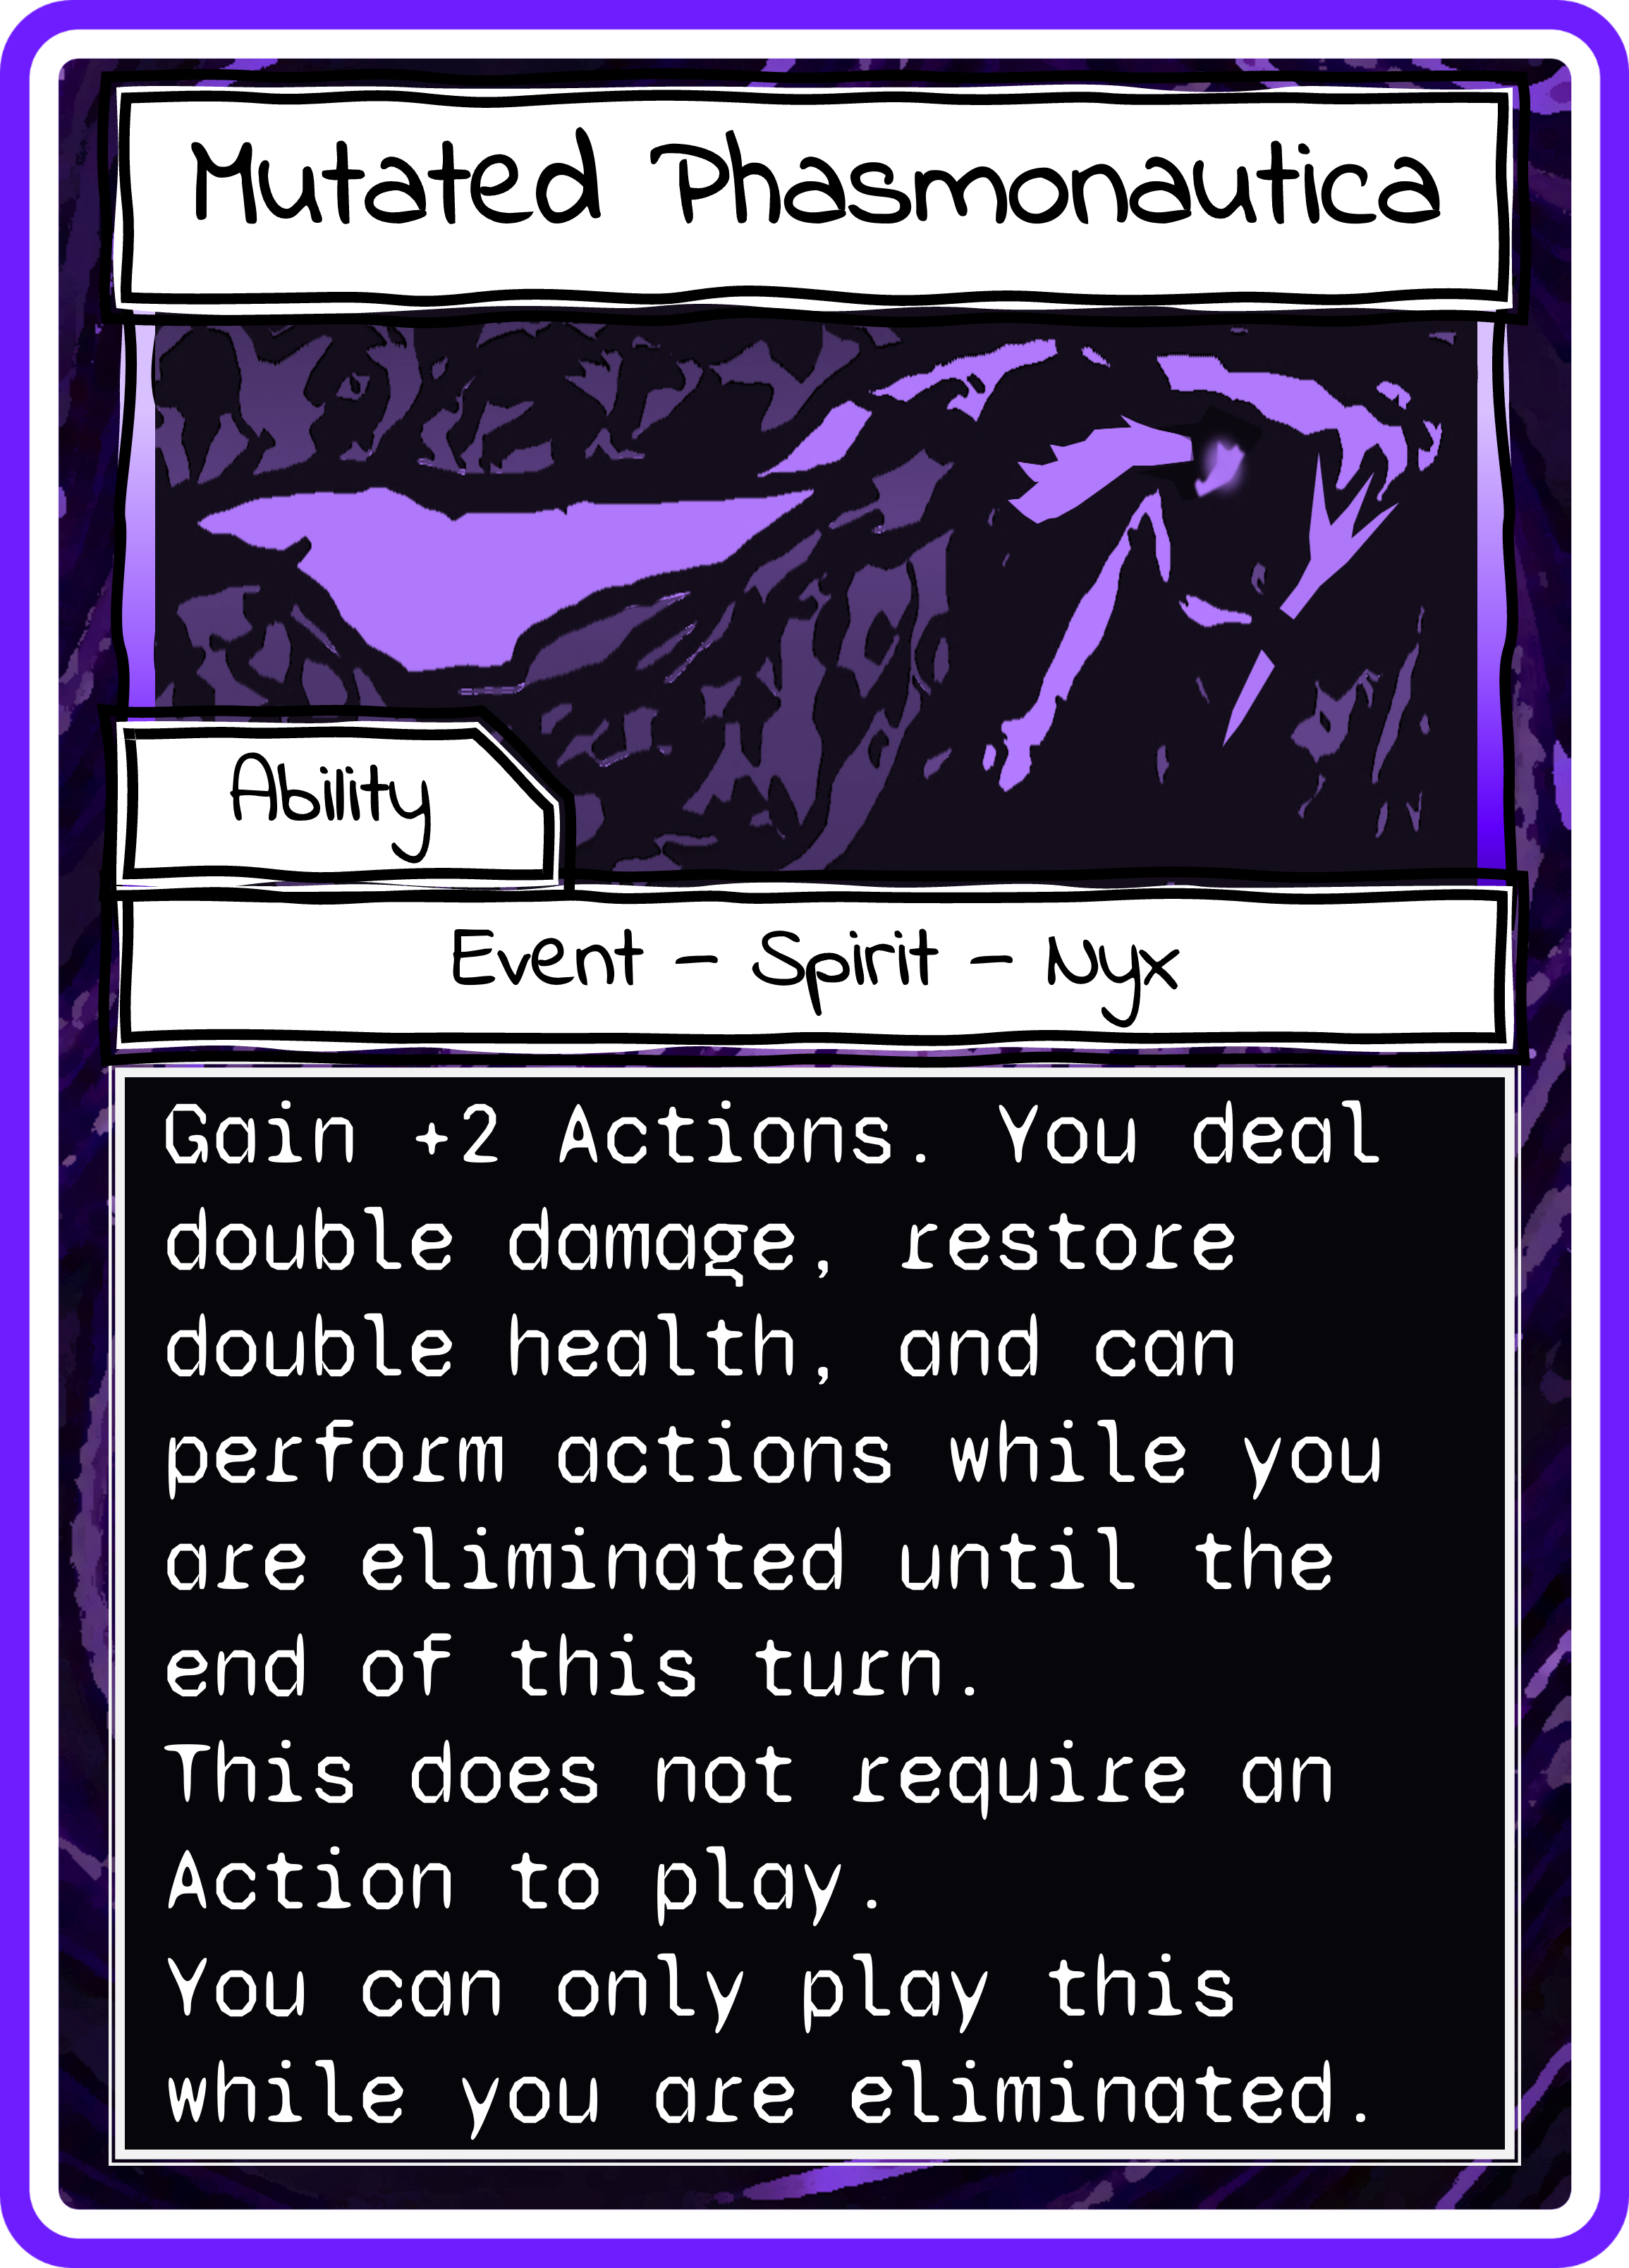 Mutated Phasmonautica
Ability
Event - Spirit - Nyx
Gain +2 Actions. You deal
double damage, restore
double health, and can
perform actions while you
are eliminated until the
end of this turn.
This does not require an
Action to play.
You can only play this
while you are eliminated.